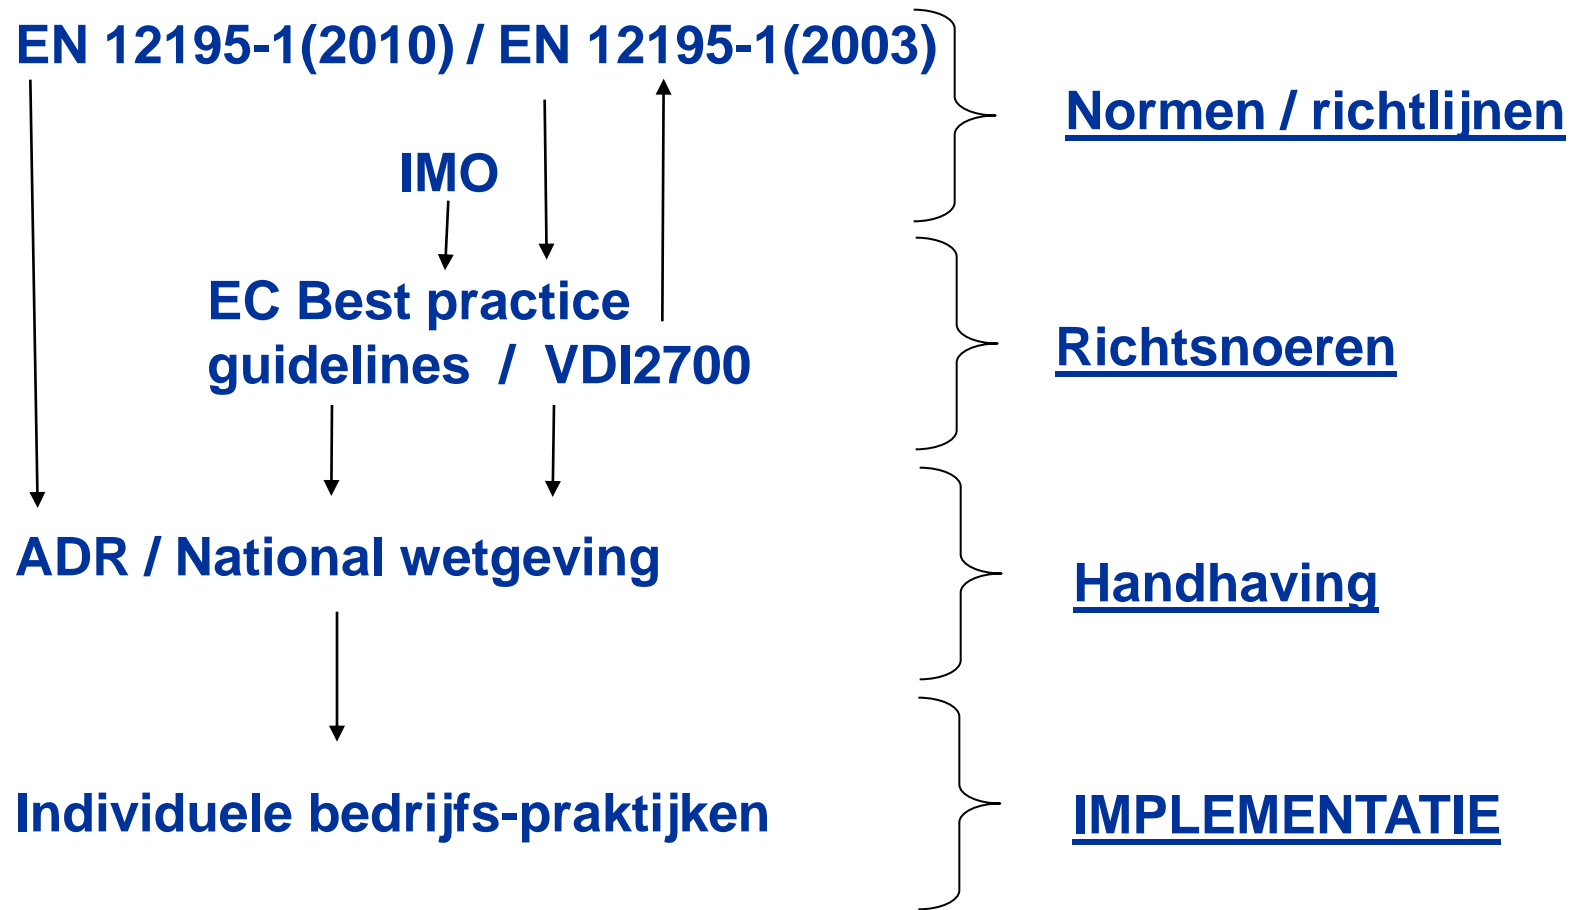 EN 12195-1(2010) / EN 12195-1(2003)
Normen / richtlijnen
IMO
EC Best practice
guidelines / VDI2700
Richtsnoeren
ADR / National wetgeving
Handhaving
Individuele bedrijfs-praktijken
IMPLEMENTATIE